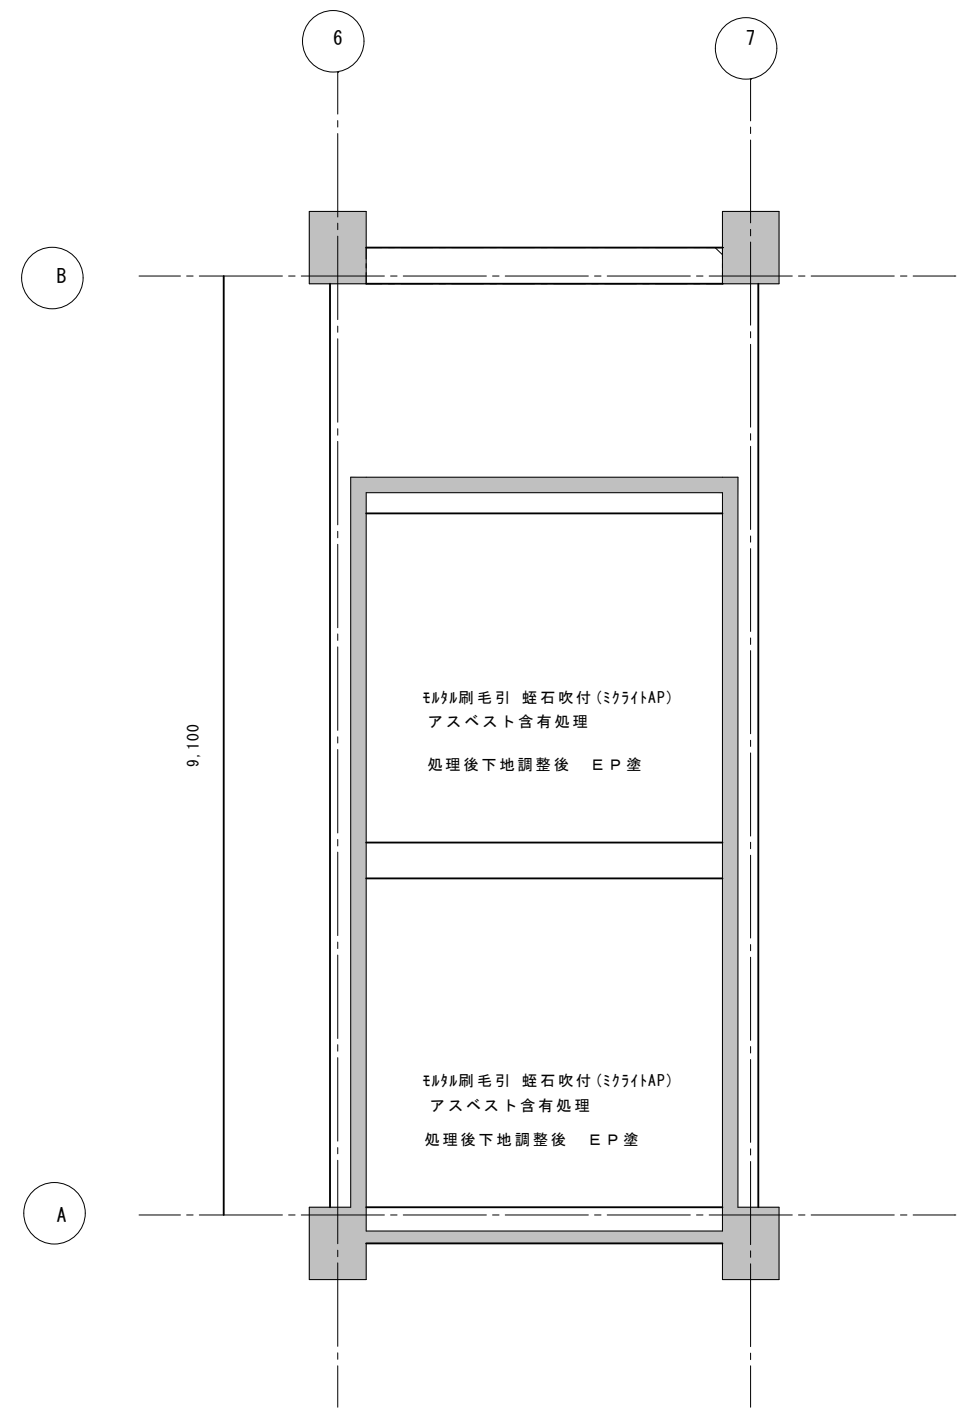 6
7
B
9,100
ﾓﾙﾀﾙ刷毛引 蛭石吹付(ﾐｸﾗｲﾄAP)
アスベスト含有処理
処理後下地調整後　ＥＰ塗
ﾓﾙﾀﾙ刷毛引 蛭石吹付(ﾐｸﾗｲﾄAP)
アスベスト含有処理
処理後下地調整後　ＥＰ塗
A